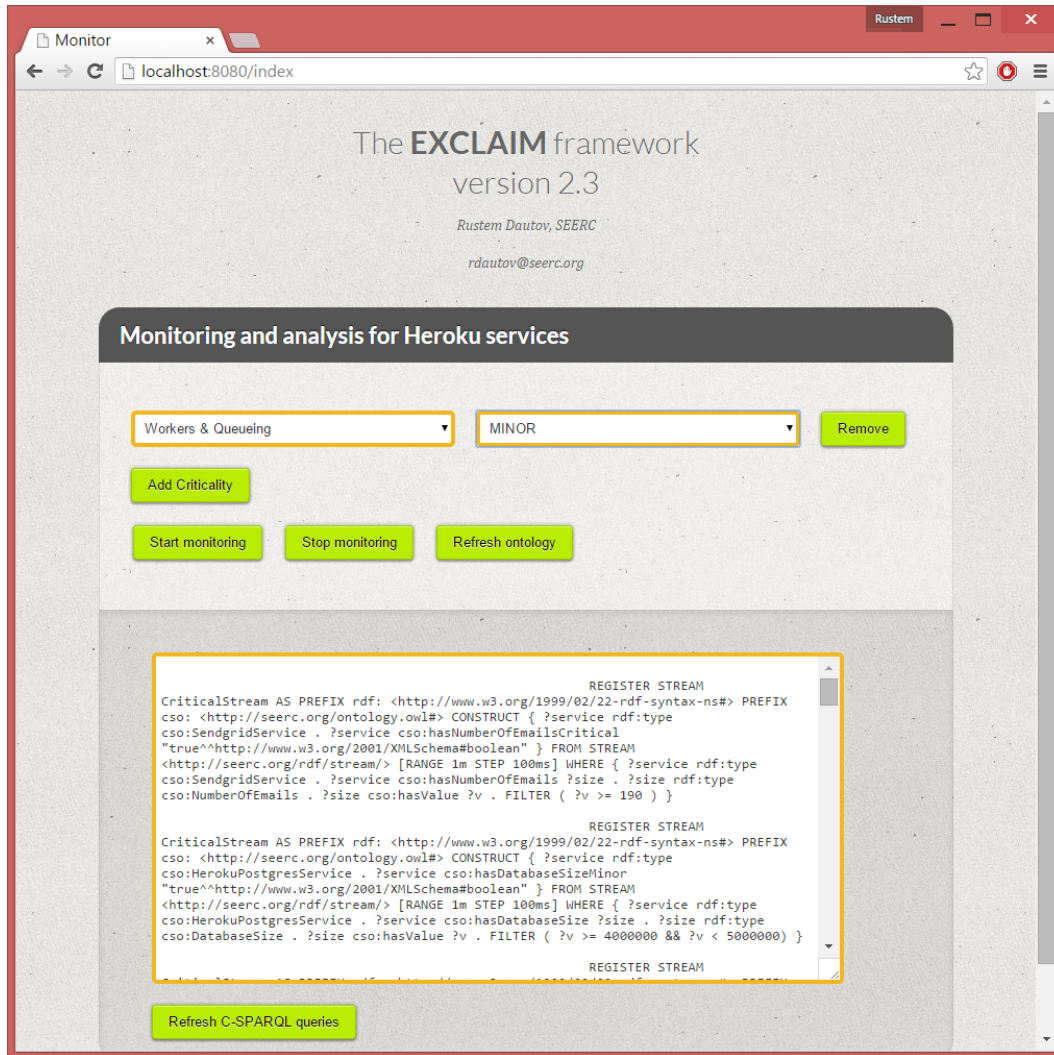 Rustem
Monitor
localhost:8080/index
The EXCLAIM framework
version 2.3
Rustem Dautov, SEERC
rdautov@seerc.org
Monitoring and analysis for Heroku services
Workers & Queueing
MINOR
Remove
Add Criticality
Start monitoring
Stop monitoring
Refresh ontology
REGISTER STREAM
CriticalStream AS PREFIX rdf: <http://www.w3.org/1999/02/22-rdf-syntax-ns#> PREFIX
cso: <http://seerc.org/ontology.owl#> CONSTRUCT { ?service rdf:type
cso:SendgridService . ?service cso:hasNumberOfEmailsCritical
"true^^http://www.w3.org/2001/XMLSchema#boolean" } FROM STREAM
<http://seerc.org/rdf/stream/> [RANGE 1m STEP 100ms] WHERE { ?service rdf:type
cso:SendgridService . ?service cso:hasNumberOfEmails ?size . ?size rdf:type
cso:NumberOfEmails . ?size cso:hasValue ?v . FILTER ( ?v >= 190 ) }
REGISTER STREAM
CriticalStream AS PREFIX rdf: <http://www.w3.org/1999/02/22-rdf-syntax-ns#> PREFIX
cso: <http://seerc.org/ontology.owl#> CONSTRUCT { ?service rdf:type
cso:HerokuPostgresService . ?service cso:hasDatabaseSizeMinor
"true^^http://www.w3.org/2001/XMLSchema#boolean" } FROM STREAM
<http://seerc.org/rdf/stream/> [RANGE 1m STEP 100ms] WHERE { ?service rdf:type
cso:HerokuPostgresService . ?service cso:hasDatabaseSize ?size . ?size rdf:type
cso:DatabaseSize . ?size cso:hasValue ?v . FILTER ( ?v >= 4000000 && ?v < 5000000) }
REGISTER STREAM
Refresh C-SPARQL queries